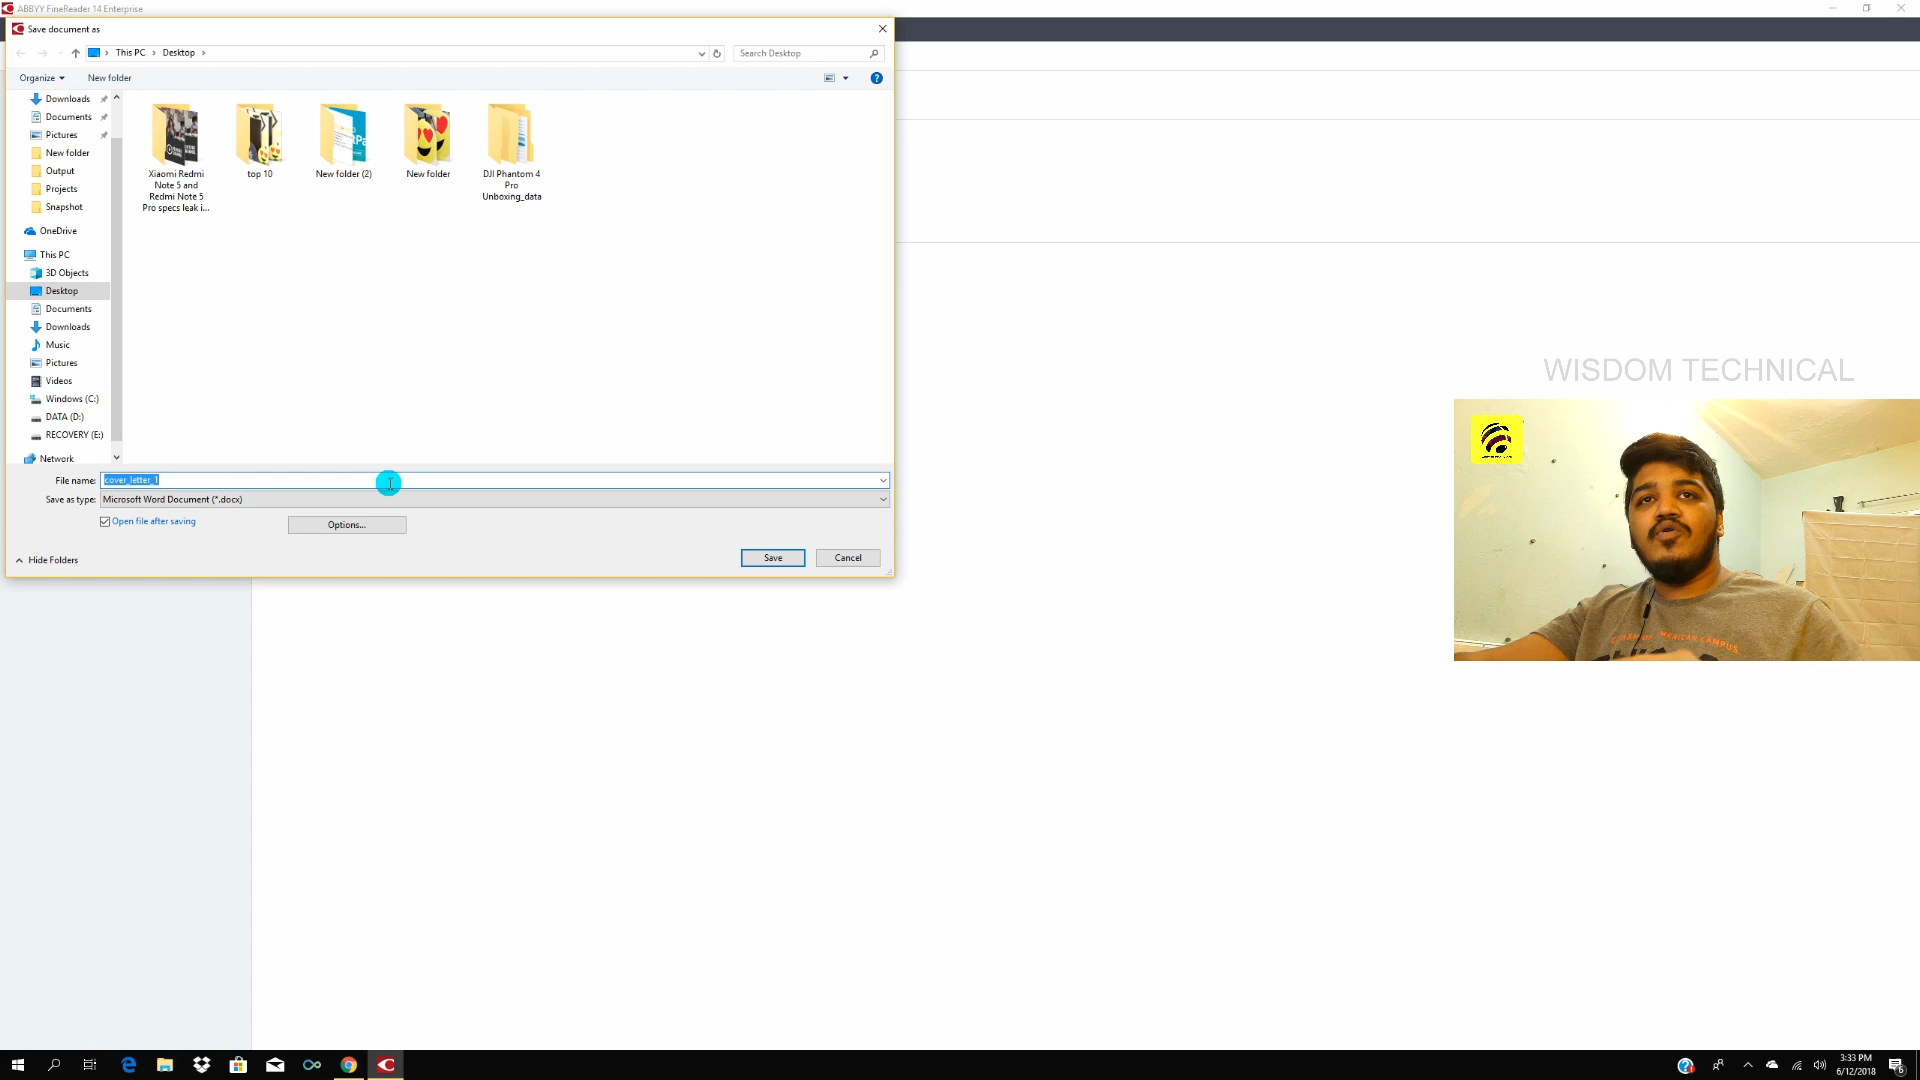 ABBYY FineReader 14 Enterprise
Save document as
This PC
Desktop
Search Desktop
Organize
New folder
Downloads
Documents
Pictures
New folder
Output
Projects
Snapshot
OneDrive
This PC
3D Objects
Desktop
Documents
Downloads
Music
Pictures
Videos
Windows (C:)
DATA (D:)
RECOVERY (E:)
Network
Xiaomi Redmi
Note 5 and
Redmi Note 5
Pro specs leak i...
top 10
New folder (2)
New folder
DJI Phantom 4
Pro
Unboxing_data
File name:
cover_letter_1
Save as type:
Microsoft Word Document (*.docx)
Open file after saving
Options...
Hide Folders
Save
Cancel
WISDOM TECHNICAL
OF AMERICAN CAMPUS
3:33 PM
6/12/2018
6